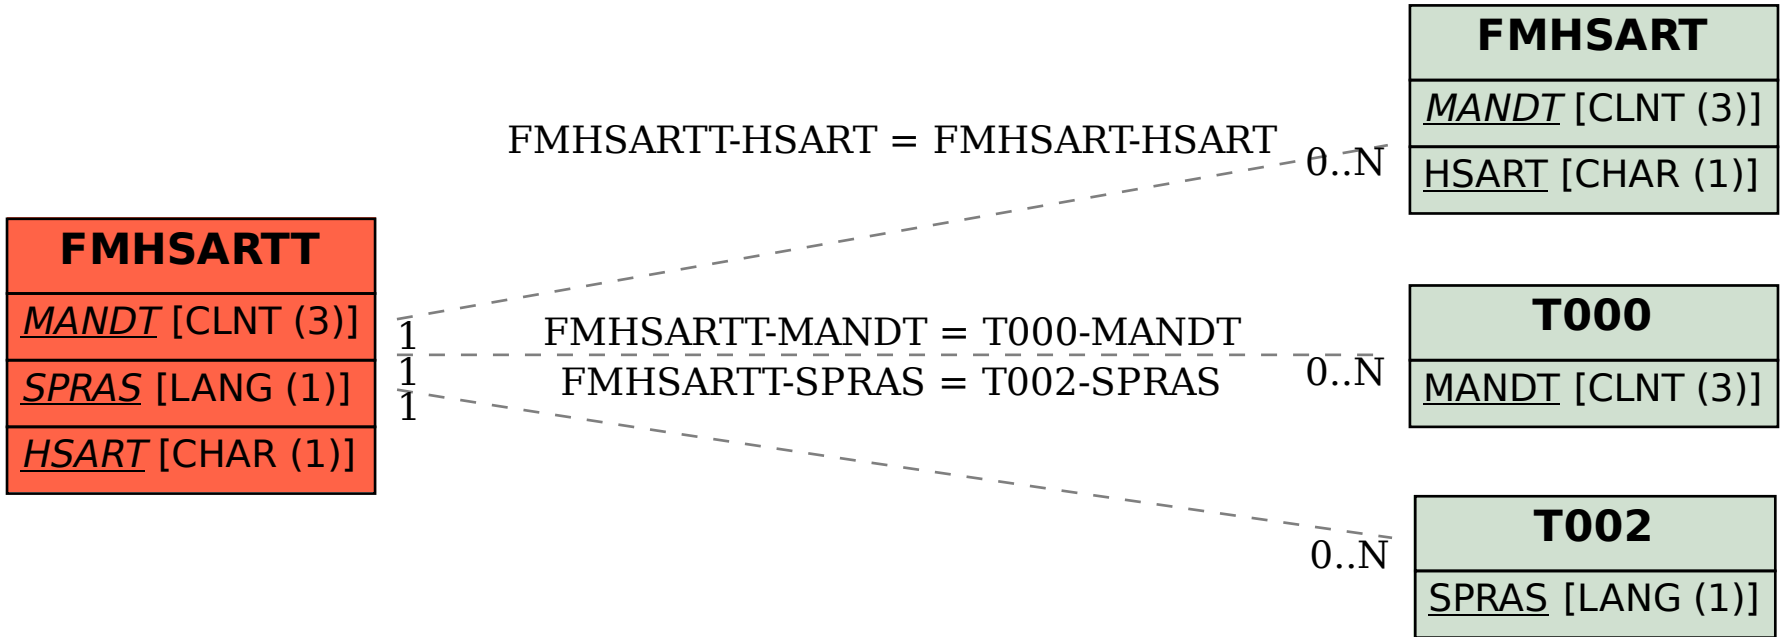 FMHSART
MANDT [CLNT (3)]
HSART [CHAR (1)]
FMHSARTT-HSART = FMHSART-HSART
0..N
FMHSARTT
MANDT [CLNT (3)]
SPRAS [LANG (1)]
HSART [CHAR (1)]
1
1
1
FMHSARTT-MANDT = T000-MANDT
FMHSARTT-SPRAS = T002-SPRAS
0..N
T000
MANDT [CLNT (3)]
0..N
T002
SPRAS [LANG (1)]